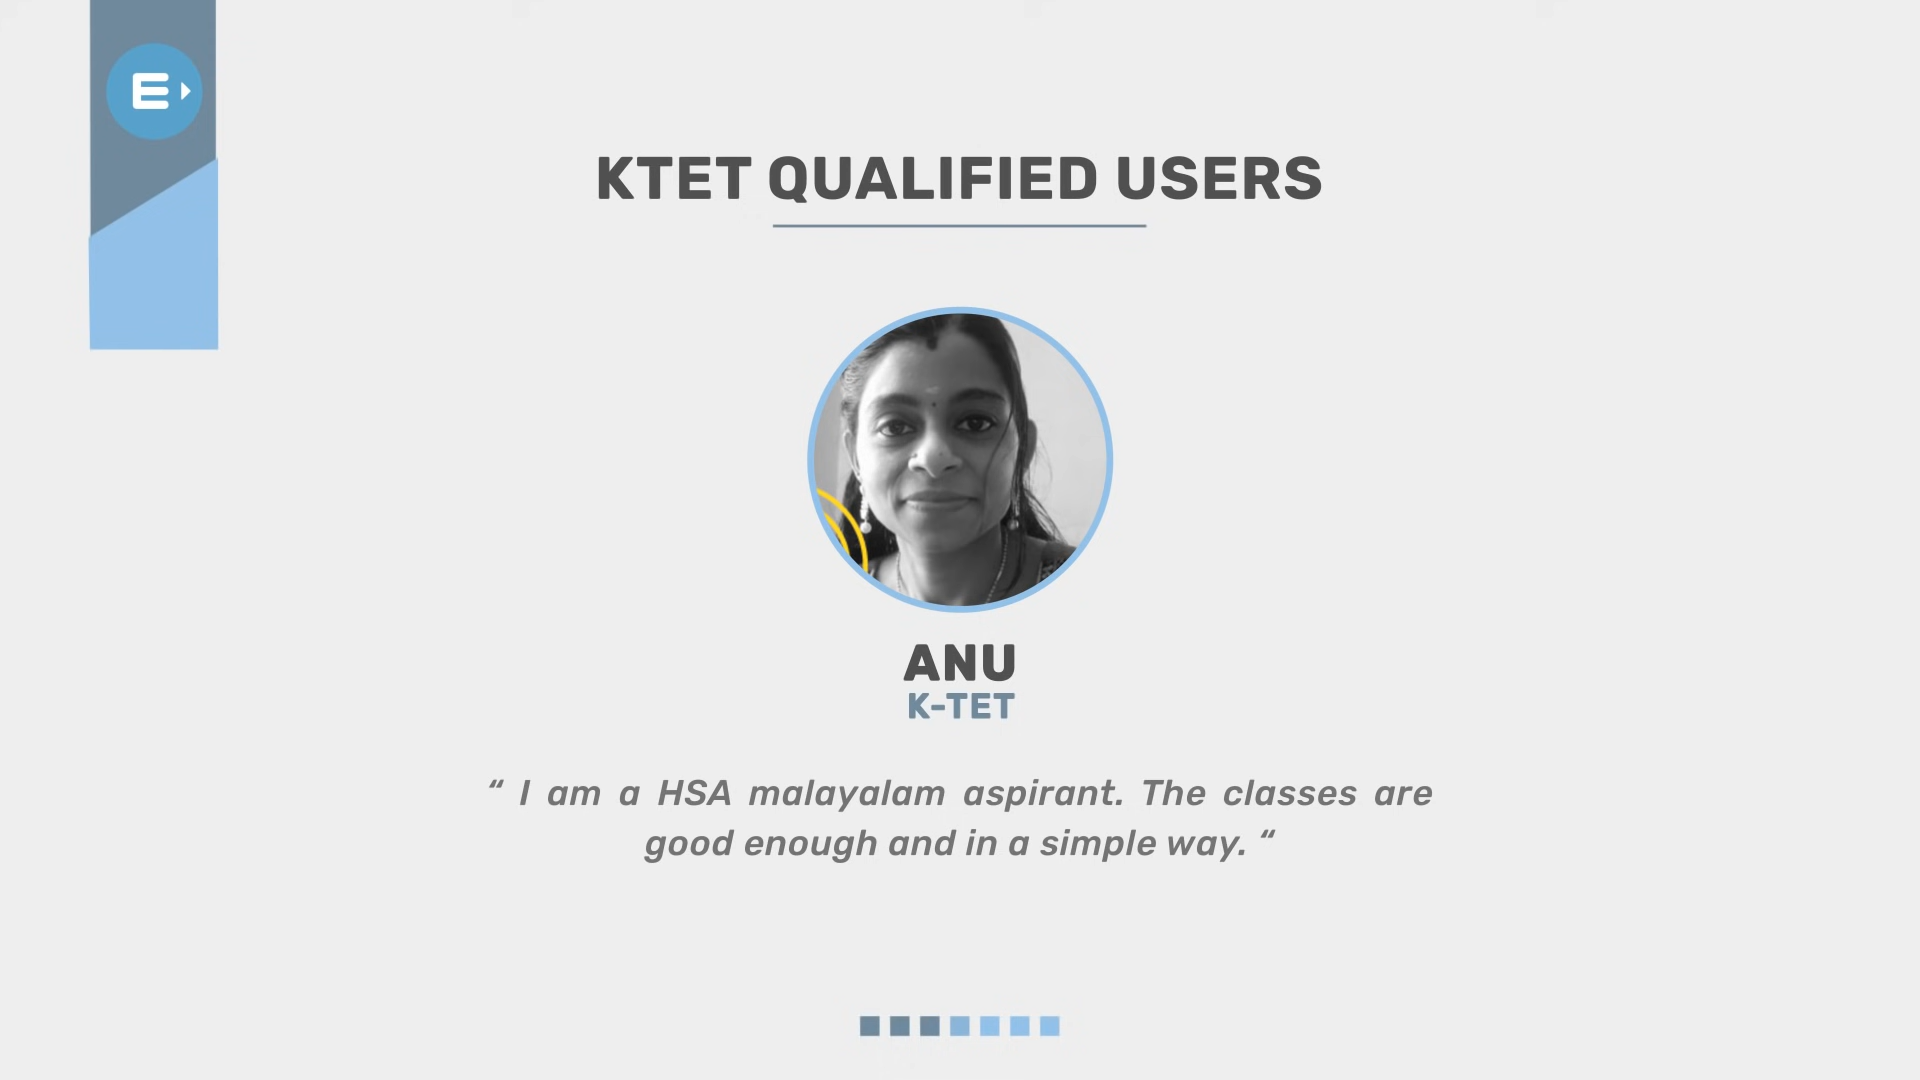 E
KTET QUALIFIED USERS
ANU
K-TET
“ I am a HSA malayalam aspirant. The classes are
good enough and in a simple way. “